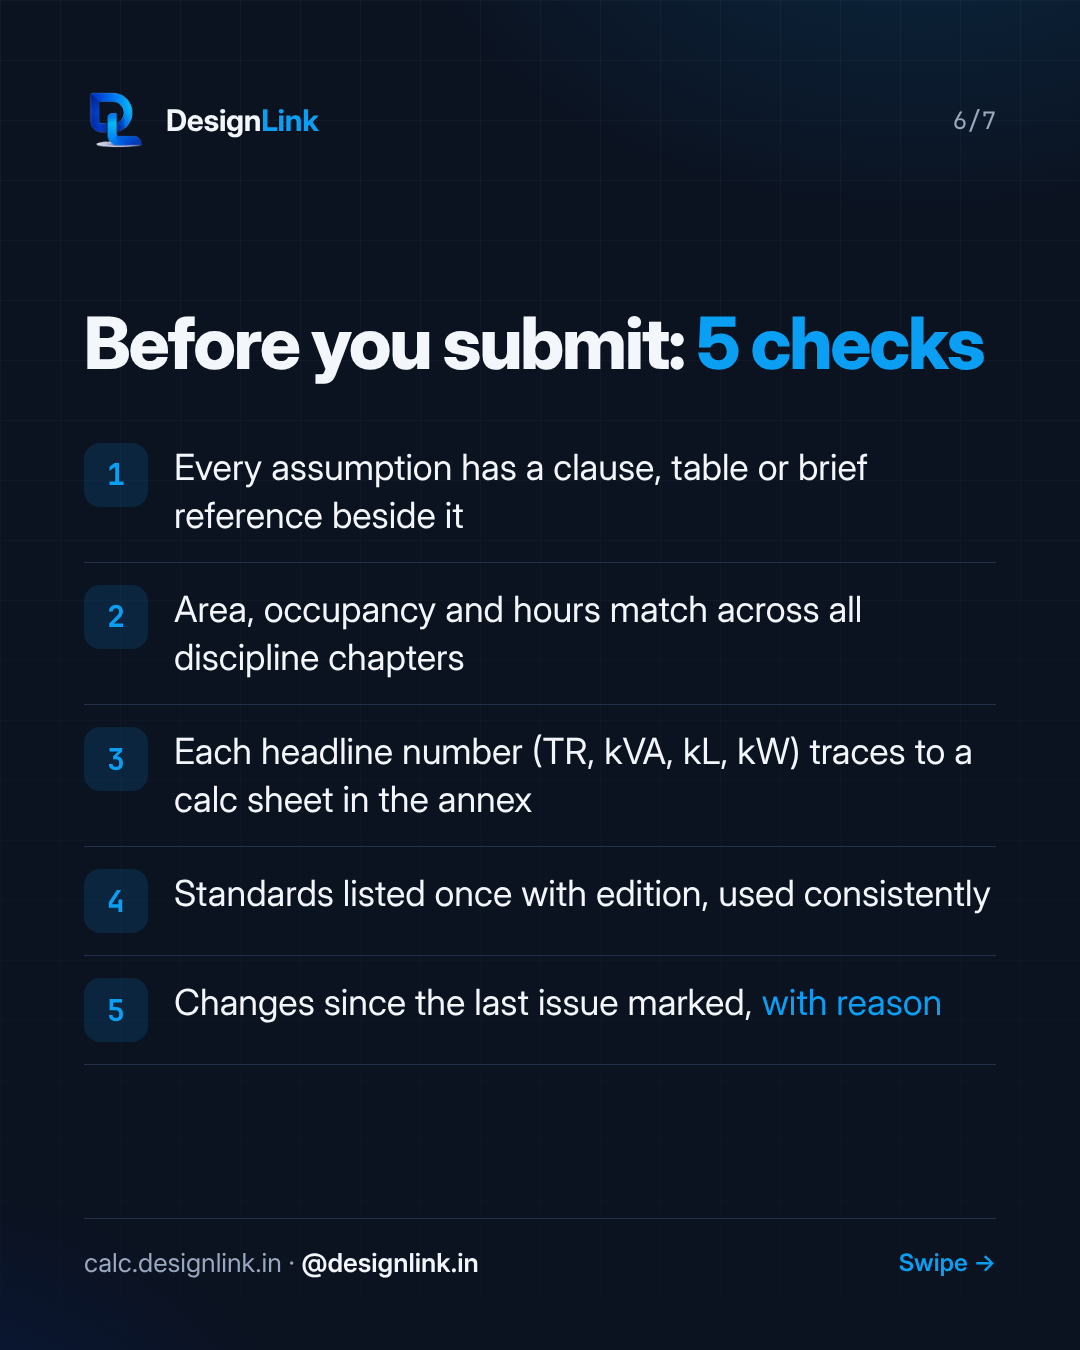 DesignLink
6/7
Before you submit: 5 checks
1
Every assumption has a clause, table or brief
reference beside it
2
Area, occupancy and hours match across all
discipline chapters
3
Each headline number (TR, kVA, kL, kW) traces to a
calc sheet in the annex
4
Standards listed once with edition, used consistently
5
Changes since the last issue marked, with reason
calc.designlink.in · @designlink.in
Swipe →